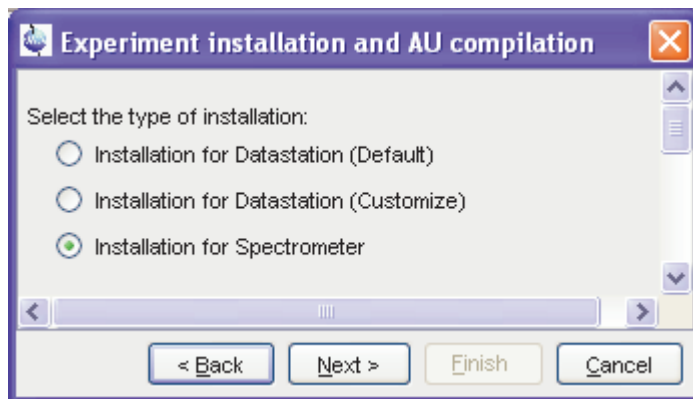 Experiment installation and AU compilation
Select the type of installation:
Installation for Datastation (Default)
Installation for Datastation (Customize)
Installation for Spectrometer
< Back Next > Finish Cancel